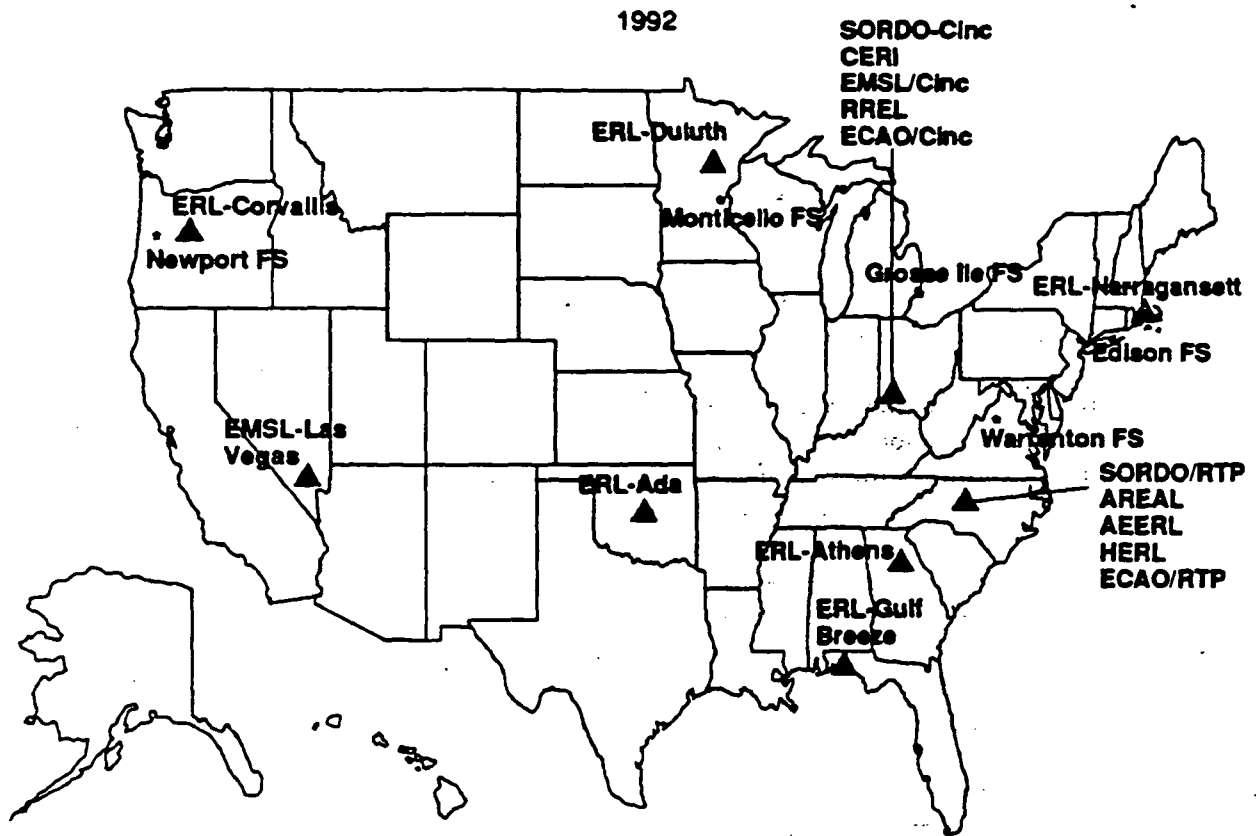 1992
SORDO-Cinc
CERI
EMSL/Cinc
RREL
ECAO/Cinc
ERL-Duluth
ERL-Corvallis
Monticello FS
Newport FS
Grosse Ile FS
ERL-Narragansett
Edison FS
EMSL-Las
Vegas
Warrenton FS
ERL-Ada
SORDO/RTP
AREAL
AEERL
HERL
ECAO/RTP
ERL-Athens
ERL-Gulf
Breeze